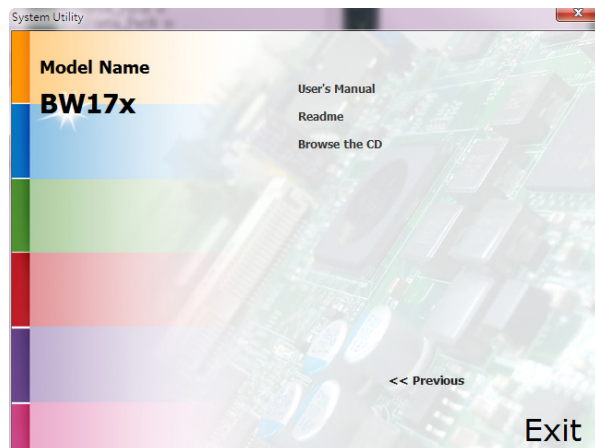 System Utility
Model Name
BW17x
User's Manual
Readme
Browse the CD
<< Previous
Exit